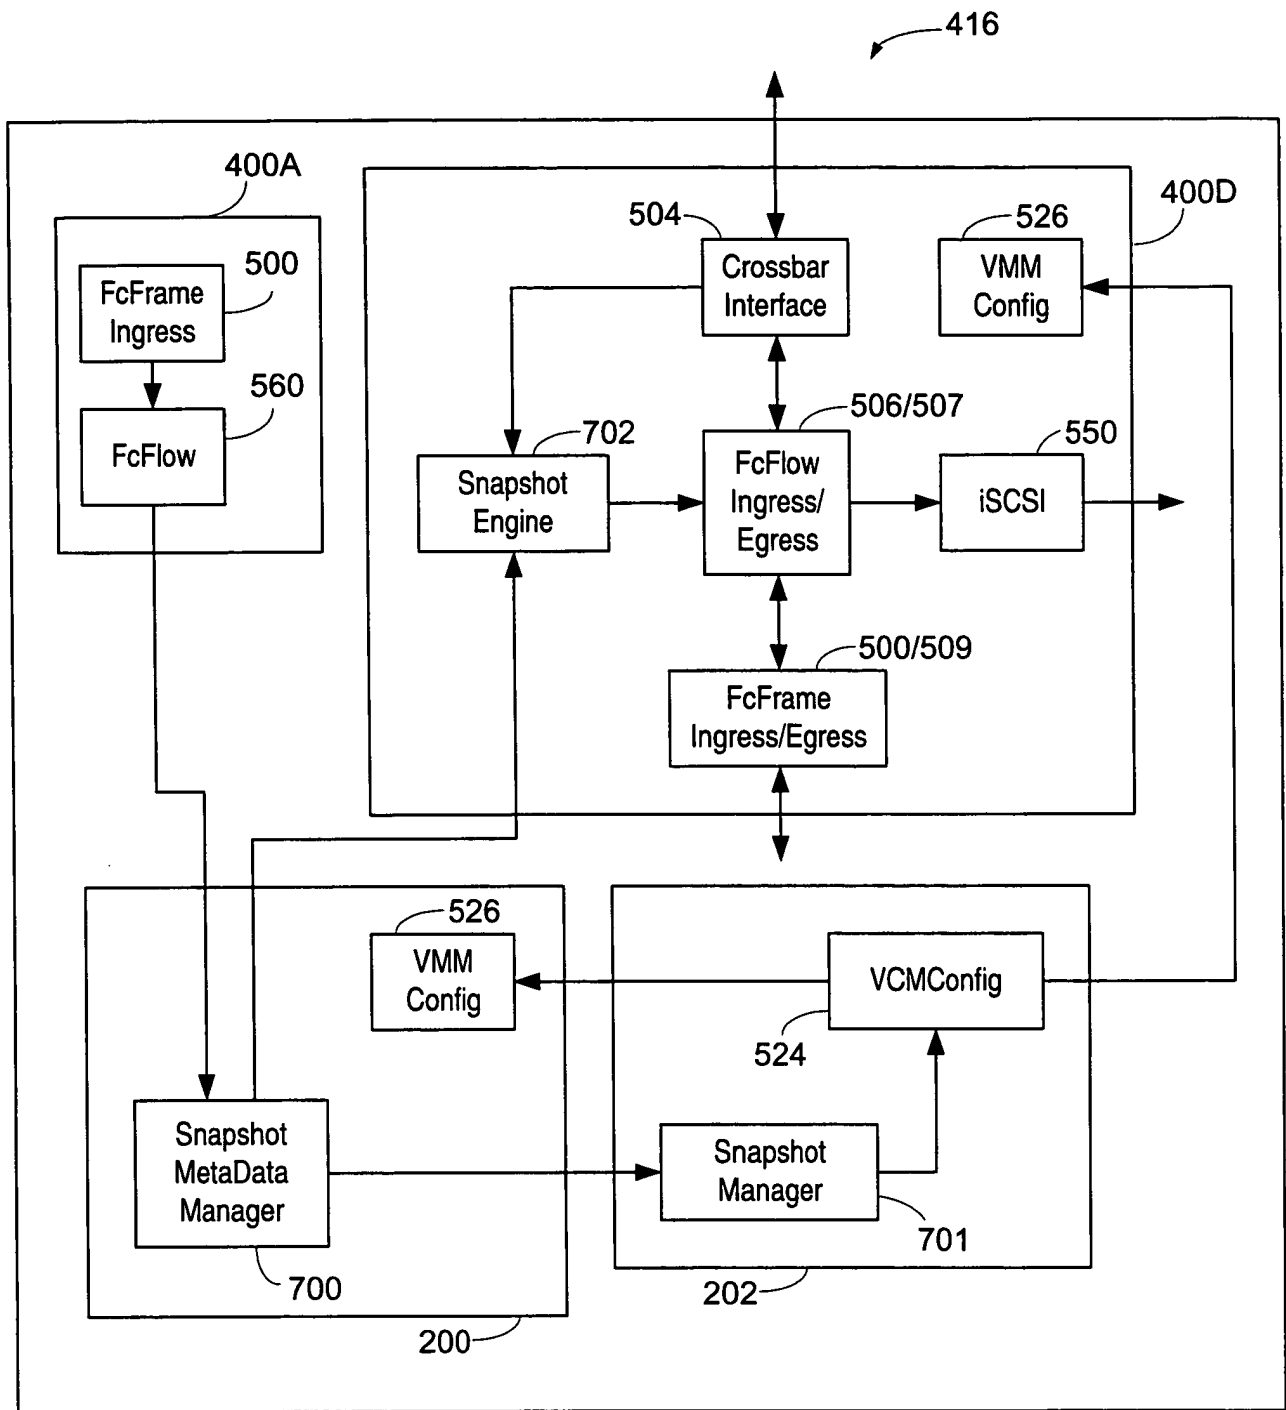 416
400A
400D
504
526
500
Crossbar
Interface
VMM
Config
FcFrame
Ingress
560
506/507
702
550
FcFlow
Snapshot
Engine
FcFlow
Ingress/
Egress
iSCSI
500/509
FcFrame
Ingress/Egress
526
VMM
Config
VCMConfig
524
Snapshot
MetaData
Manager
Snapshot
Manager
701
700
202
200